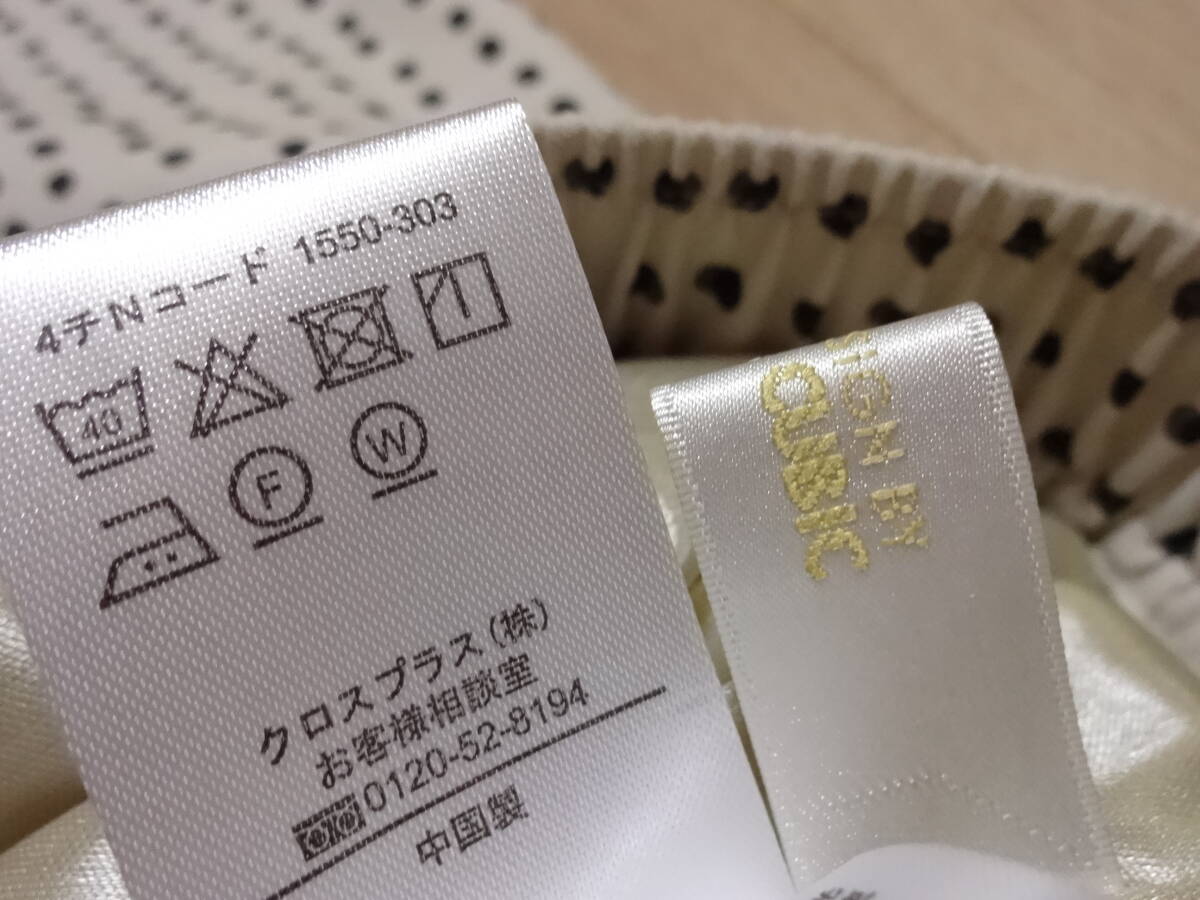 4テNコード 1550-303
40
F
W
クロスプラス(株)
お客様相談室
0120-52-8194
中国製
SIGN BY
CUBIC